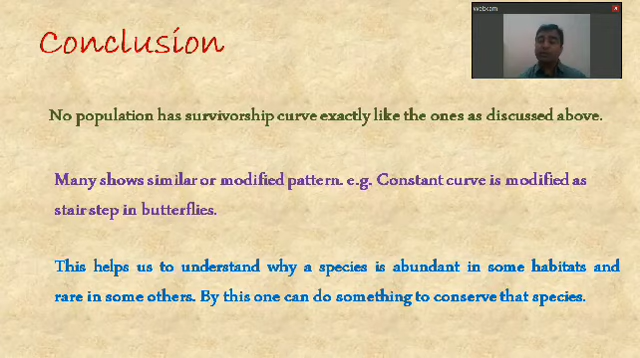 webcam
Conclusion
No population has survivorship curve exactly like the ones as discussed above.
Many shows similar or modified pattern. e.g. Constant curve is modified as
stair step in butterflies.
This helps us to understand why a species is abundant in some habitats and
rare in some others. By this one can do something to conserve that species.